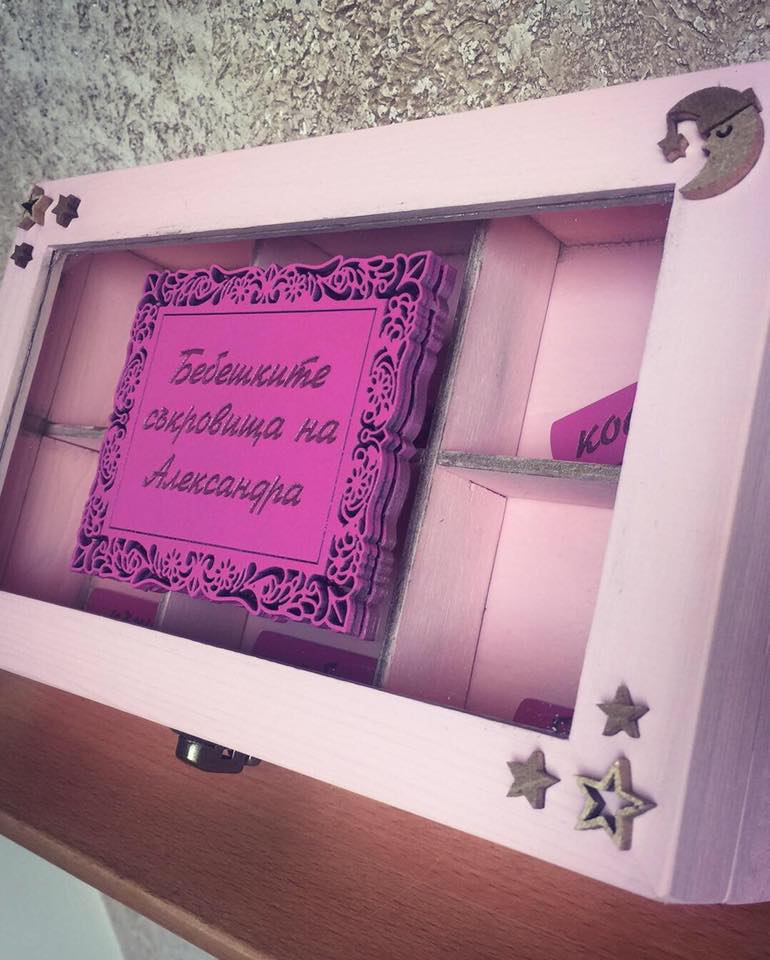 Бебешките
съкровища на
Александра